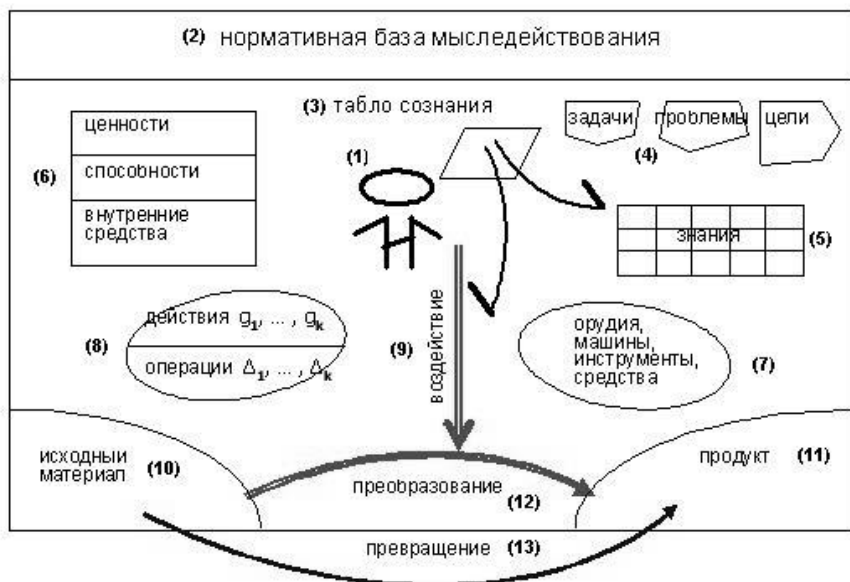 (2) нормативная база мыследействования
(3) табло сознания
задачи
проблемы
цели
(4)
ценности
(1)
(6)
способности
внутренние
средства
знания
(5)
действия g1, ... , gk
(8)
операции Δ1, ... , Δk
(9)
воздействие
орудия,
машины,
инструменты,
средства
(7)
исходный
материал
(10)
продукт
(11)
преобразование
(12)
превращение (13)